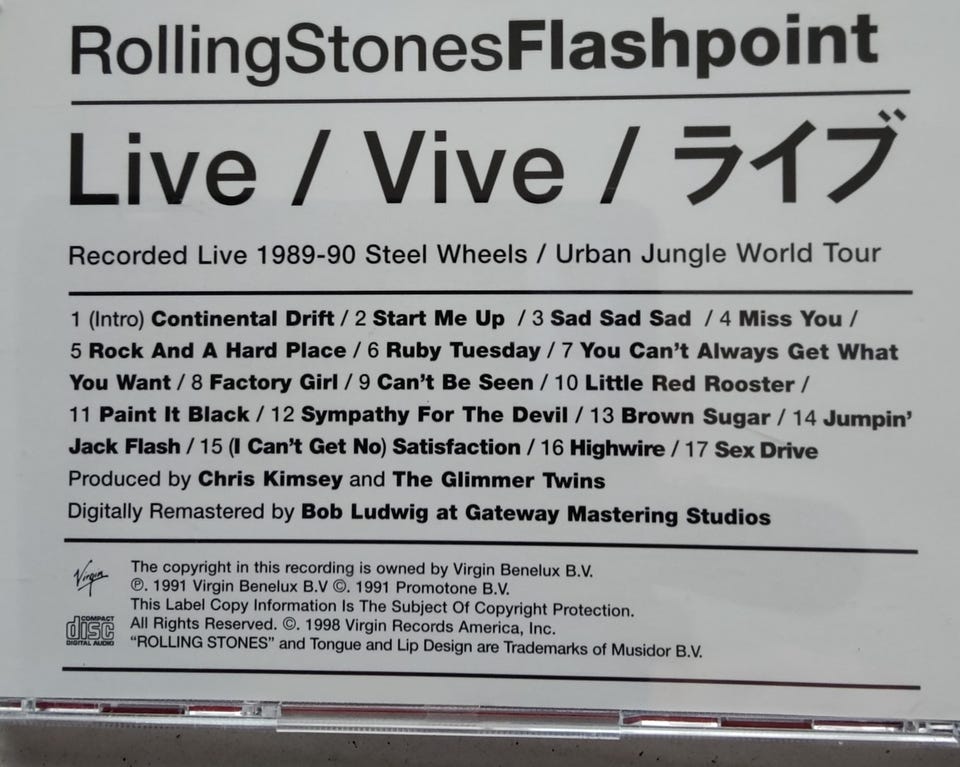 RollingStonesFlashpoint
Live / Vive / ライブ
Recorded Live 1989-90 Steel Wheels / Urban Jungle World Tour
1 (Intro) Continental Drift / 2 Start Me Up / 3 Sad Sad Sad / 4 Miss You /
5 Rock And A Hard Place / 6 Ruby Tuesday / 7 You Can't Always Get What
You Want / 8 Factory Girl / 9 Can't Be Seen / 10 Little Red Rooster /
11 Paint It Black / 12 Sympathy For The Devil / 13 Brown Sugar / 14 Jumpin'
Jack Flash / 15 (I Can't Get No) Satisfaction / 16 Highwire / 17 Sex Drive
Produced by Chris Kimsey and The Glimmer Twins
Digitally Remastered by Bob Ludwig at Gateway Mastering Studios
Virgin
The copyright in this recording is owned by Virgin Benelux B.V.
℗. 1991 Virgin Benelux B.V ©. 1991 Promotone B.V.
This Label Copy Information Is The Subject Of Copyright Protection.
All Rights Reserved. ©. 1998 Virgin Records America, Inc.
"ROLLING STONES" and Tongue and Lip Design are Trademarks of Musidor B.V.
COMPACT
disc
DIGITAL AUDIO